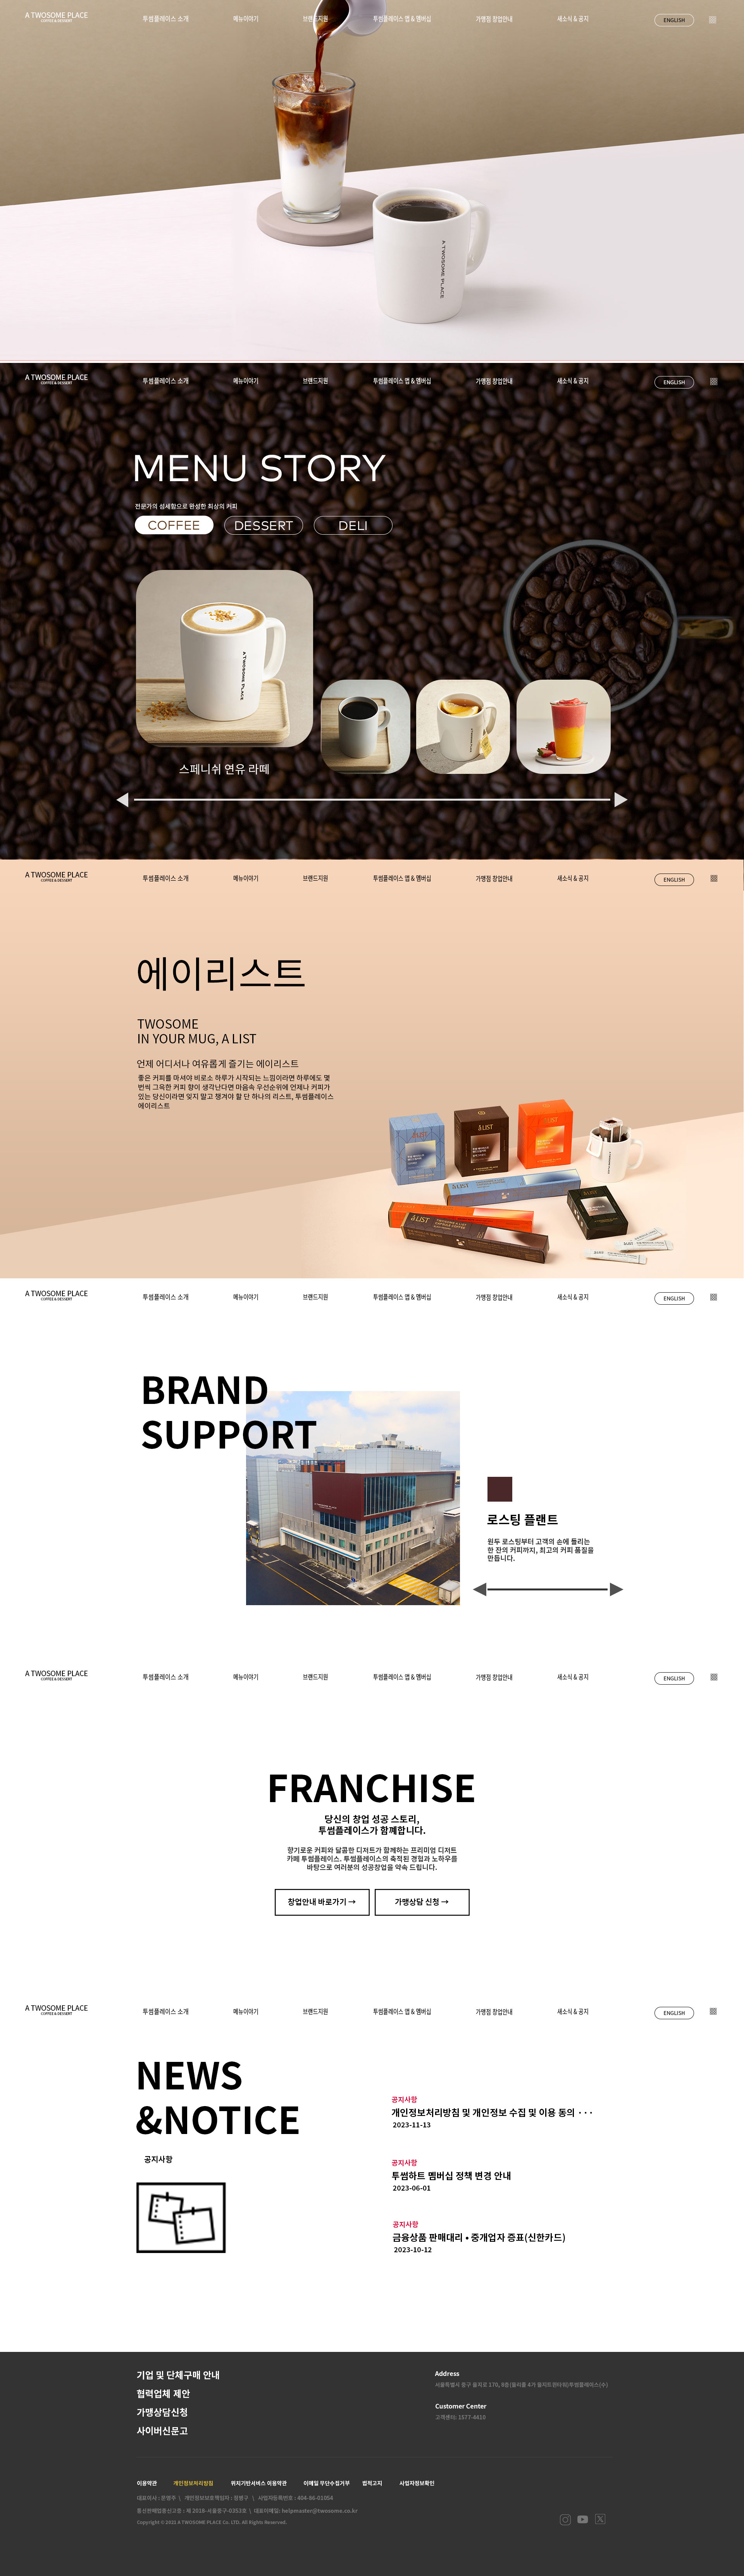 A TWOSOME PLACE
COFFEE & DESSERT
투썸플레이스 소개
메뉴이야기
브랜드지원
투썸플레이스 앱 & 멤버십
가맹점 창업안내
새소식 & 공지
ENGLISH
A TWOSOME PLACE
A TWOSOME PLACE
COFFEE & DESSERT
투썸플레이스 소개
메뉴이야기
브랜드지원
투썸플레이스 앱 & 멤버십
가맹점 창업안내
새소식 & 공지
ENGLISH
MENU STORY
전문가의 섬세함으로 완성한 최상의 커피
COFFEE
DESSERT
DELI
A TWOSOME PLACE
스페니쉬 연유 라떼
A TWOSOME PLACE
COFFEE & DESSERT
투썸플레이스 소개
메뉴이야기
브랜드지원
투썸플레이스 앱 & 멤버십
가맹점 창업안내
새소식 & 공지
ENGLISH
에이리스트
TWOSOME
IN YOUR MUG, A LIST
언제 어디서나 여유롭게 즐기는 에이리스트
좋은 커피를 마셔야 비로소 하루가 시작되는 느낌이라면 하루에도 몇
번씩 그윽한 커피 향이 생각난다면 마음속 우선순위에 언제나 커피가
있는 당신이라면 잊지 말고 챙겨야 할 단 하나의 리스트, 투썸플레이스
에이리스트
A TWOSOME PLACE
COFFEE & DESSERT
투썸플레이스 소개
메뉴이야기
브랜드지원
투썸플레이스 앱 & 멤버십
가맹점 창업안내
새소식 & 공지
ENGLISH
BRAND
SUPPORT
로스팅 플랜트
원두 로스팅부터 고객의 손에 들리는
한 잔의 커피까지, 최고의 커피 품질을
만듭니다.
A TWOSOME PLACE
COFFEE & DESSERT
투썸플레이스 소개
메뉴이야기
브랜드지원
투썸플레이스 앱 & 멤버십
가맹점 창업안내
새소식 & 공지
ENGLISH
FRANCHISE
당신의 창업 성공 스토리,
투썸플레이스가 함께합니다.
향기로운 커피와 달콤한 디저트가 함께하는 프리미엄 디저트
카페 투썸플레이스. 투썸플레이스의 축적된 경험과 노하우를
바탕으로 여러분의 성공창업을 약속 드립니다.
창업안내 바로가기 →
가맹상담 신청 →
A TWOSOME PLACE
COFFEE & DESSERT
투썸플레이스 소개
메뉴이야기
브랜드지원
투썸플레이스 앱 & 멤버십
가맹점 창업안내
새소식 & 공지
ENGLISH
NEWS
&NOTICE
공지사항
공지사항
개인정보처리방침 및 개인정보 수집 및 이용 동의 ···
2023-11-13
공지사항
투썸하트 멤버십 정책 변경 안내
2023-06-01
공지사항
금융상품 판매대리 • 중개업자 증표(신한카드)
2023-10-12
기업 및 단체구매 안내
협력업체 제안
가맹상담신청
사이버신문고
Address
Customer Center
고객센터: 1577-4410
이용약관
개인정보처리방침
위치기반서비스 이용약관
이메일 무단수집거부
법적고지
사업자정보확인
대표이사 : 문영주 \ 개인정보보호책임자 : 정병구 \ 사업자등록번호 : 404-86-01054
통신판매업종신고증 : 제 2018-서울중구-0353호 \ 대표이메일: helpmaster@twosome.co.kr
Copyright © 2021 A TWOSOME PLACE Co. LTD. All Rights Reserved.